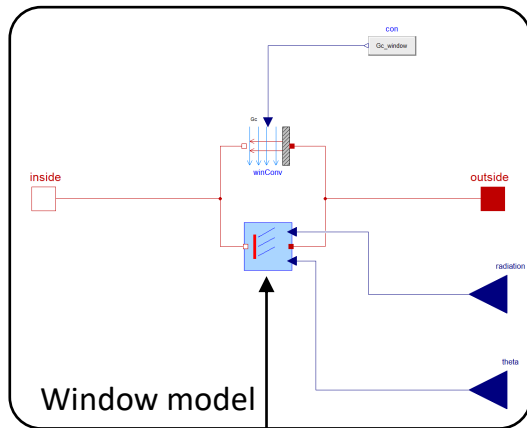 con
Gc_window
Gc
winConv
inside
outside
radiation
theta
Window model